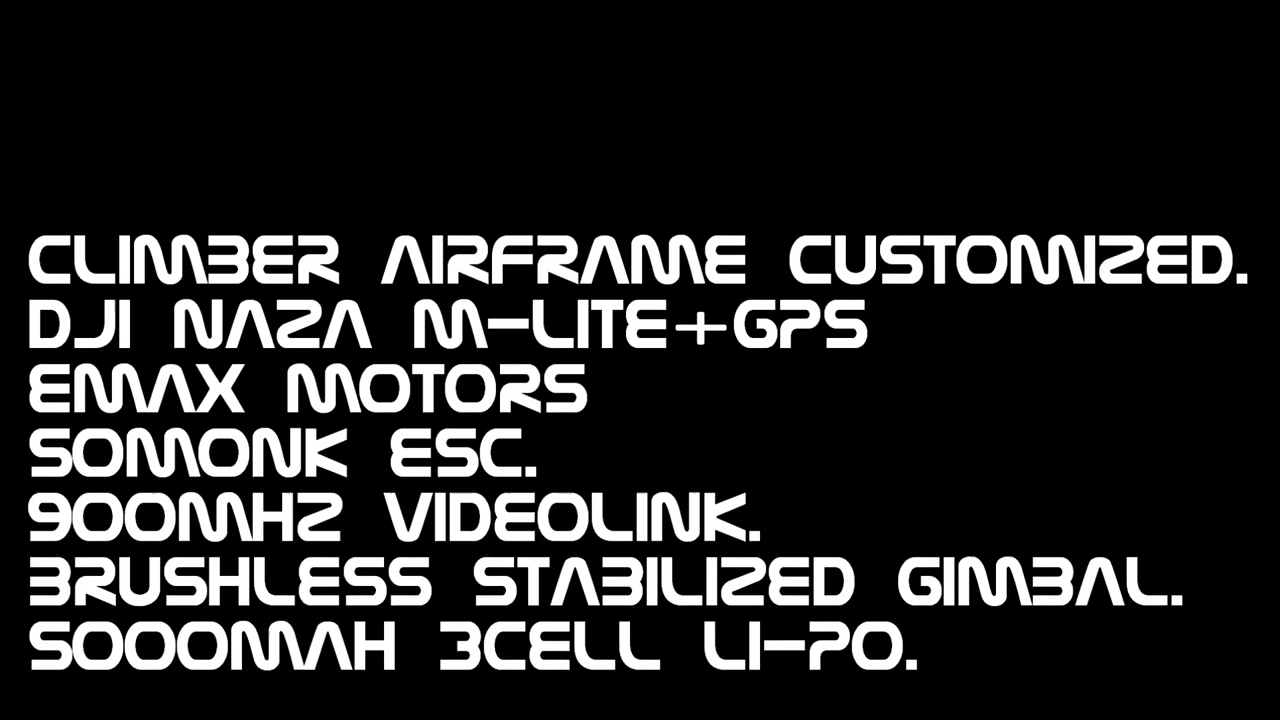 CLIMBER AIRFRAME CUSTOMIZED.
DJI NAZA M-LITE+GPS
EMAX MOTORS
SOMONK ESC.
900MHZ VIDEOLINK.
BRUSHLESS STABILIZED GIMBAL.
5000MAH 3CELL LI-PO.